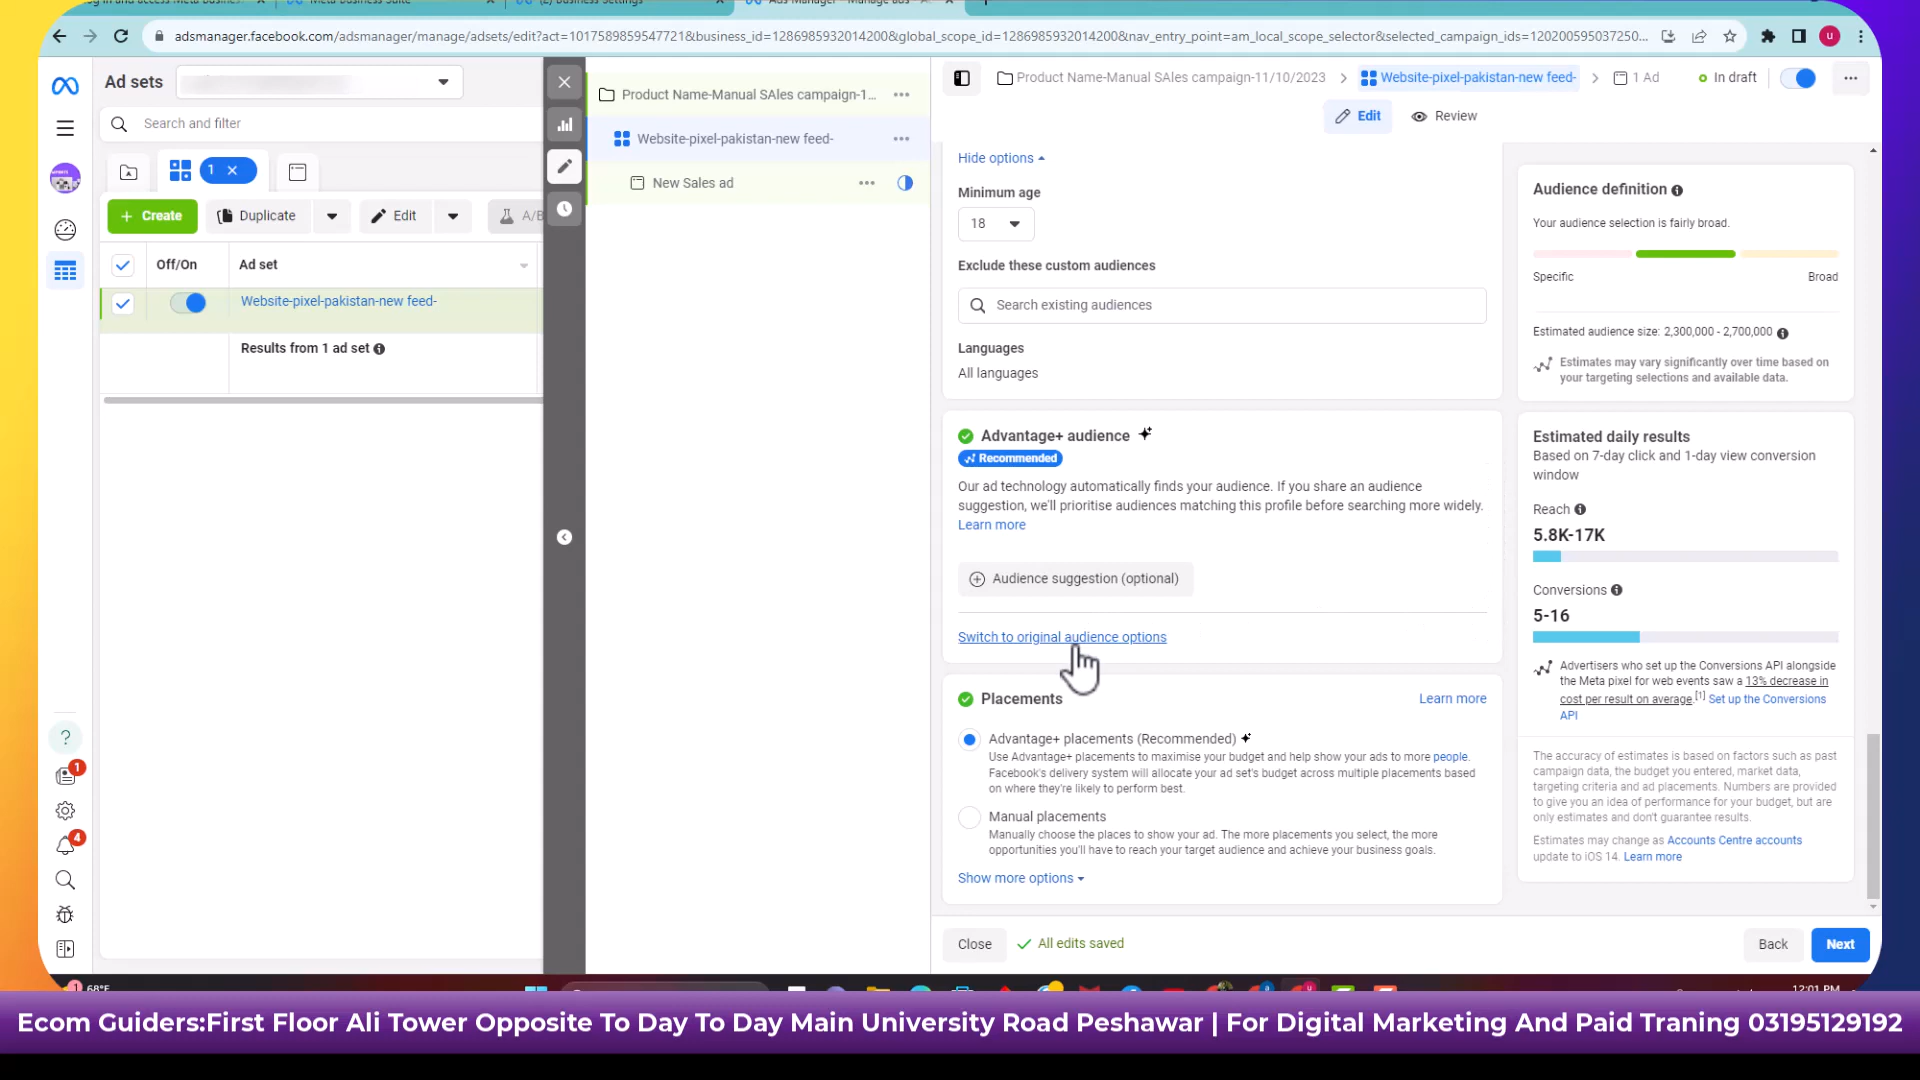 Meta Business Suite
Business Settings
adsmanager.facebook.com/adsmanager/manage/adsets/edit?act=1017589859547721&business_id=1286985932014200&global_scope_id=1286985932014200&nav_entry_point=am_local_scope_selector&selected_campaign_ids=120200595037250...
u
Ad sets
Search and filter
1 ×
+ Create
Duplicate
Edit
A/B
Off/On
Ad set
Website-pixel-pakistan-new feed-
Results from 1 ad set
?
1
4
Product Name-Manual SAles campaign-1...
Website-pixel-pakistan-new feed-
New Sales ad
Product Name-Manual SAles campaign-11/10/2023
Website-pixel-pakistan-new feed-
1 Ad
In draft
Edit
Review
Hide options
Minimum age
18
Exclude these custom audiences
Search existing audiences
Languages
All languages
Advantage+ audience
Recommended
Our ad technology automatically finds your audience. If you share an audience
suggestion, we'll prioritise audiences matching this profile before searching more widely.
Learn more
Audience suggestion (optional)
Switch to original audience options
Placements
Learn more
Advantage+ placements (Recommended)
Use Advantage+ placements to maximise your budget and help show your ads to more people.
Facebook's delivery system will allocate your ad set's budget across multiple placements based
on where they're likely to perform best.
Manual placements
Manually choose the places to show your ad. The more placements you select, the more
opportunities you'll have to reach your target audience and achieve your business goals.
Show more options
Audience definition
Your audience selection is fairly broad.
Specific
Broad
Estimated audience size: 2,300,000 - 2,700,000
Estimates may vary significantly over time based on
your targeting selections and available data.
Estimated daily results
Based on 7-day click and 1-day view conversion
window
Reach
5.8K-17K
Conversions
5-16
Advertisers who set up the Conversions API alongside
the Meta pixel for web events saw a 13% decrease in
cost per result on average.[1] Set up the Conversions
API
The accuracy of estimates is based on factors such as past
campaign data, the budget you entered, market data,
targeting criteria and ad placements. Numbers are provided
to give you an idea of performance for your budget, but are
only estimates and don't guarantee results.
Estimates may change as Accounts Centre accounts
update to iOS 14. Learn more
Close
All edits saved
Back
Next
1
68°F
12:01 PM
Ecom Guiders:First Floor Ali Tower Opposite To Day To Day Main University Road Peshawar | For Digital Marketing And Paid Traning 03195129192